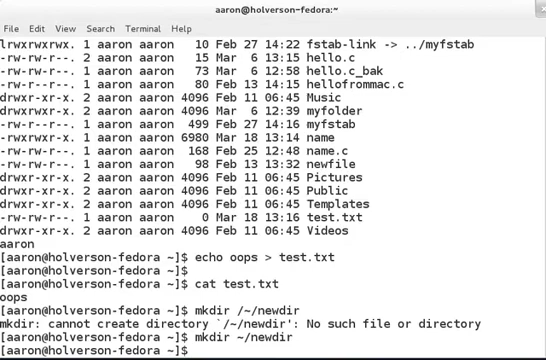 aaron@holverson-fedora:~
File Edit View Search Terminal Help
lrwxrwxrwx. 1 aaron aaron 10 Feb 27 14:22 fstab-link -> ../myfstab
-rw-rw-r--. 1 aaron aaron 15 Mar 6 13:15 hello.c
-rw-rw-r--. 1 aaron aaron 73 Mar 6 12:58 hello.c_bak
-rw-rw-r--. 1 aaron aaron 80 Feb 13 14:15 hellofrommac.c
drwxr-xr-x. 2 aaron aaron 4096 Feb 11 06:45 Music
drwxrwxr-x. 2 aaron aaron 4096 Mar 6 12:39 myfolder
-rw-r--r--. 1 aaron aaron 499 Feb 27 14:16 myfstab
-rwxrwxr-x. 1 aaron aaron 6980 Mar 18 13:14 name
-rw-rw-r--. 1 aaron aaron 168 Feb 25 12:48 name.c
-rw-rw-r--. 1 aaron aaron 98 Feb 13 13:32 newfile
drwxr-xr-x. 2 aaron aaron 4096 Feb 11 06:45 Pictures
drwxr-xr-x. 2 aaron aaron 4096 Feb 11 06:45 Public
drwxr-xr-x. 2 aaron aaron 4096 Feb 11 06:45 Templates
-rw-rw-r--. 1 aaron aaron 0 Mar 18 13:16 test.txt
drwxr-xr-x. 2 aaron aaron 4096 Feb 11 06:45 Videos
aaron
[aaron@holverson-fedora ~]$ echo oops > test.txt
[aaron@holverson-fedora ~]$
[aaron@holverson-fedora ~]$ cat test.txt
oops
[aaron@holverson-fedora ~]$ mkdir /~/newdir
mkdir: cannot create directory `/~/newdir': No such file or directory
[aaron@holverson-fedora ~]$ mkdir ~/newdir
[aaron@holverson-fedora ~]$